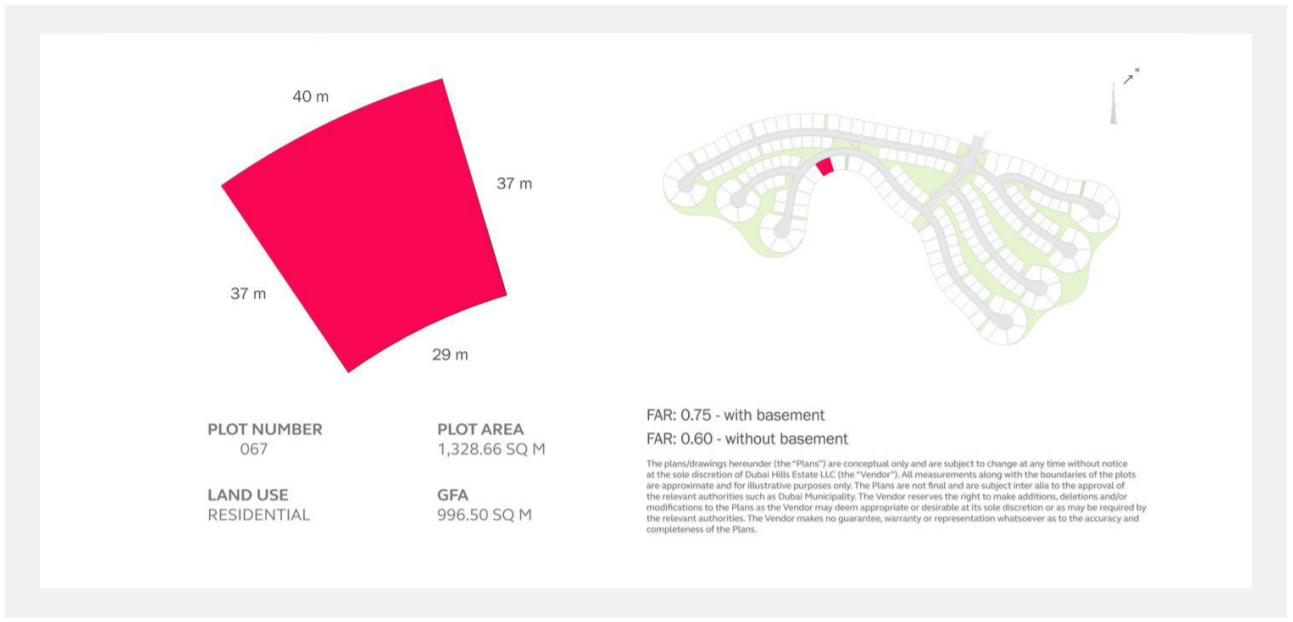 40 m
37 m
37 m
29 m
N
PLOT NUMBER
067
PLOT AREA
1,328.66 SQ M
LAND USE
RESIDENTIAL
GFA
996.50 SQ M
FAR: 0.75 - with basement
FAR: 0.60 - without basement
The plans/drawings hereunder (the “Plans”) are conceptual only and are subject to change at any time without notice
at the sole discretion of Dubai Hills Estate LLC (the “Vendor”). All measurements along with the boundaries of the plots
are approximate and for illustrative purposes only. The Plans are not final and are subject inter alia to the approval of
the relevant authorities such as Dubai Municipality. The Vendor reserves the right to make additions, deletions and/or
modifications to the Plans as the Vendor may deem appropriate or desirable at its sole discretion or as may be required by
the relevant authorities. The Vendor makes no guarantee, warranty or representation whatsoever as to the accuracy and
completeness of the Plans.